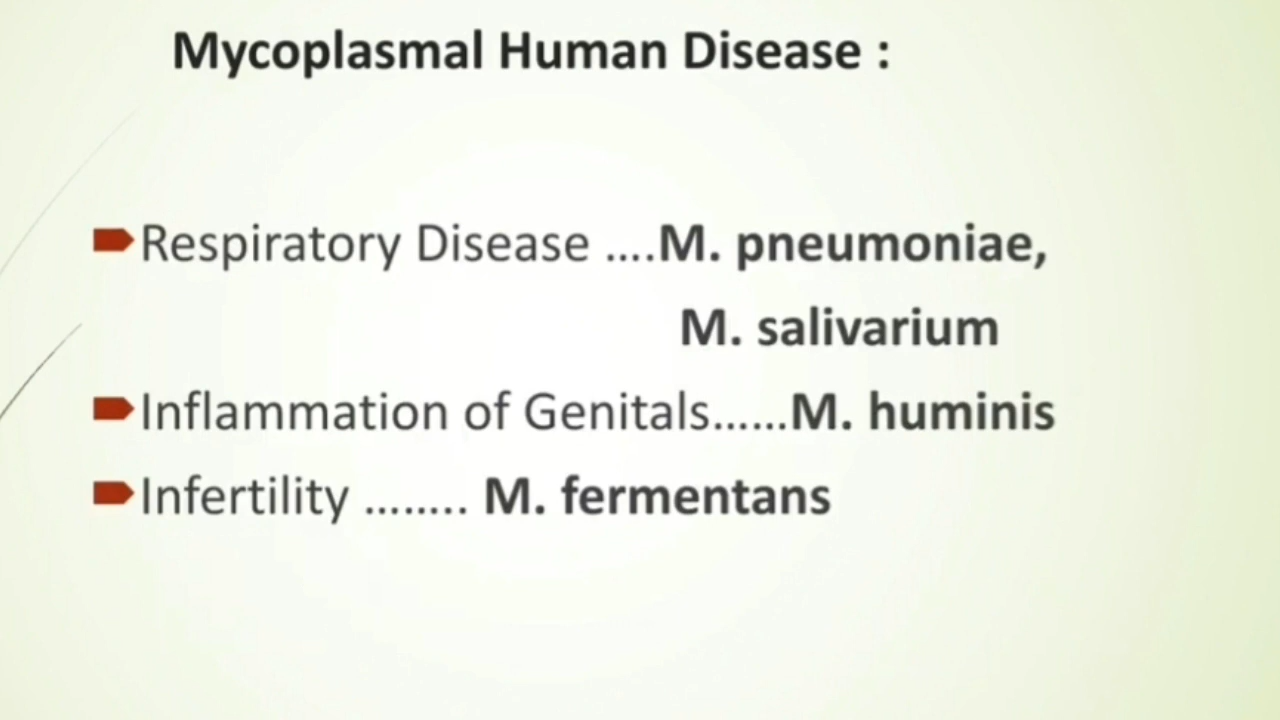 Mycoplasmal Human Disease :
Respiratory Disease ....M. pneumoniae,
M. salivarium
Inflammation of Genitals......M. huminis
Infertility ........ M. fermentans